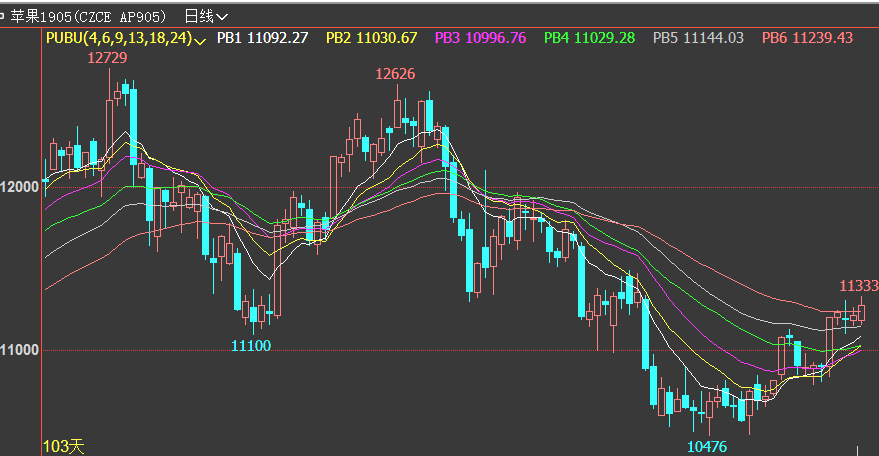 苹果1905(CZCE AP905) 日线
PUBU(4,6,9,13,18,24) PB1 11092.27 PB2 11030.67 PB3 10996.76 PB4 11029.28 PB5 11144.03 PB6 11239.43
12729
12626
12000
11333
11000
11100
10476
103天